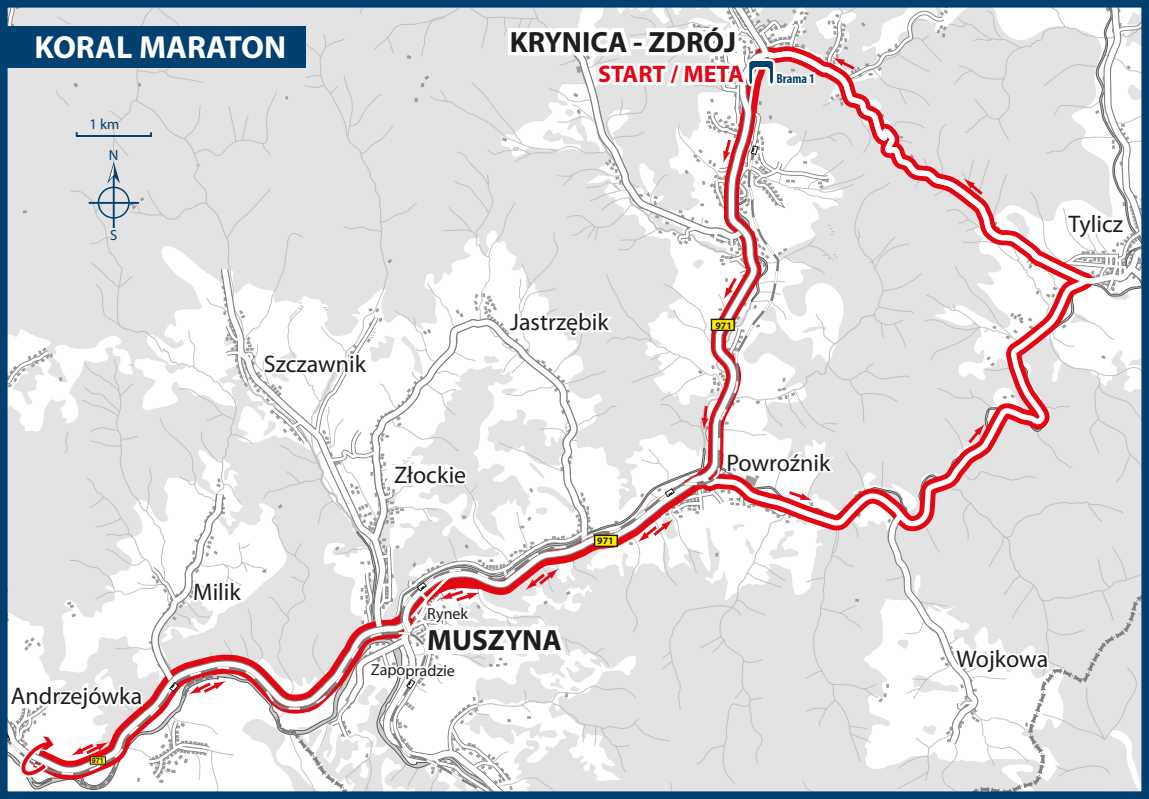 KORAL MARATON
KRYNICA - ZDRÓJ
START / META
Brama 1
1 km
N
S
Tylicz
971
Jastrzębik
Szczawnik
Powroźnik
Złockie
971
Milik
Rynek
MUSZYNA
Zapopradzie
Wojkowa
Andrzejówka
971